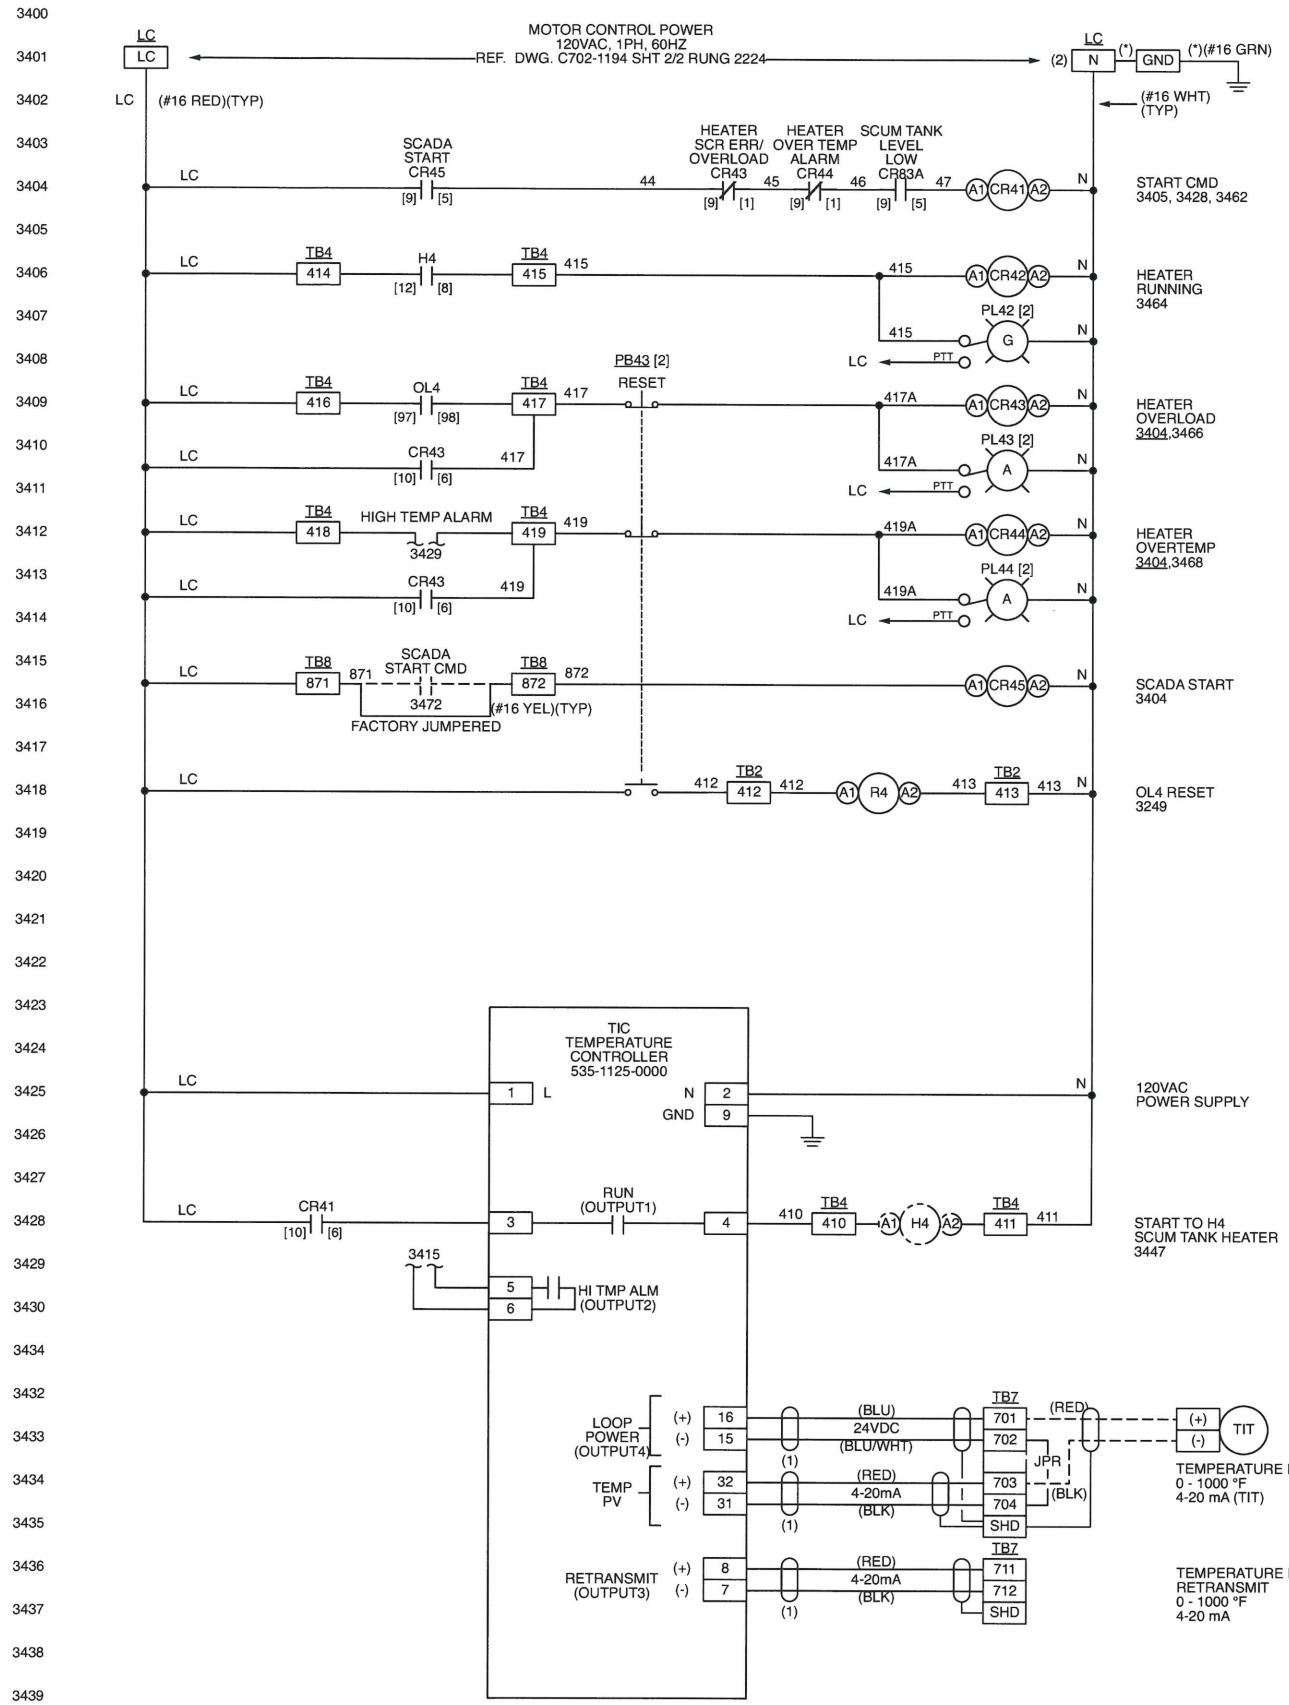 3400
3401
LC
LC
MOTOR CONTROL POWER
120VAC, 1PH, 60HZ
REF. DWG. C702-1194 SHT 2/2 RUNG 2224
LC
(2) N (*) GND (*)(#16 GRN)
3402
LC (#16 RED)(TYP)
(#16 WHT)
(TYP)
3403
SCADA
START
CR45
HEATER
SCR ERR/
OVERLOAD
CR43
HEATER
OVER TEMP
ALARM
CR44
SCUM TANK
LEVEL
LOW
CR83A
3404
LC 44 45 46 47 A1 CR41 A2 N
[9] [5] [9] [1] [9] [1] [9] [5]
START CMD
3405, 3428, 3462
3405
TB4 H4 TB4
3406
LC 414 415 415 415 A1 CR42 A2 N
[12] [8]
HEATER
RUNNING
3464
3407
PL42 [2]
415 G N
3408
LC PTT
PB43 [2]
RESET
TB4 OL4 TB4
3409
LC 416 417 417 417A A1 CR43 A2 N
[97] [98]
HEATER
OVERLOAD
3404,3466
3410
CR43
LC 417
[10] [6]
PL43 [2]
417A A N
3411
LC PTT
TB4 HIGH TEMP ALARM TB4
3412
LC 418 419 419 419A A1 CR44 A2 N
3429
HEATER
OVERTEMP
3404,3468
3413
CR43
LC 419
[10] [6]
PL44 [2]
419A A N
3414
LC PTT
3415
TB8 SCADA
START CMD TB8
LC 871 871 872 872 A1 CR45 A2 N
3472
(#16 YEL)(TYP)
FACTORY JUMPERED
SCADA START
3404
3416
3417
TB2 TB2
3418
LC 412 412 412 A1 R4 A2 413 413 413 N
OL4 RESET
3249
3419
3420
3421
3422
3423
3424
TIC
TEMPERATURE
CONTROLLER
535-1125-0000
3425
LC 1 L N 2 N
GND 9
120VAC
POWER SUPPLY
3426
3427
CR41 RUN
(OUTPUT1) TB4 TB4
3428
LC 3 4 410 410 A1 H4 A2 411 411
[10] [6]
START TO H4
SCUM TANK HEATER
3447
3429
3415
5
6
HI TMP ALM
(OUTPUT2)
3430
3434
3432
LOOP
POWER
(OUTPUT4)
(+) 16 (BLU)
24VDC
(-) 15 (BLU/WHT)
(1)
TB7
701 (RED)
702
JPR
(+)
(-)
TIT
3433
3434
TEMP
PV
(+) 32 (RED)
4-20mA
(-) 31 (BLK)
(1)
703
704 (BLK)
SHD
TEMPERATURE
0 - 1000 °F
4-20 mA (TIT)
3435
3436
RETRANSMIT
(OUTPUT3)
(+) 8 (RED)
4-20mA
(-) 7 (BLK)
(1)
TB7
711
712
SHD
TEMPERATURE
RETRANSMIT
0 - 1000 °F
4-20 mA
3437
3438
3439